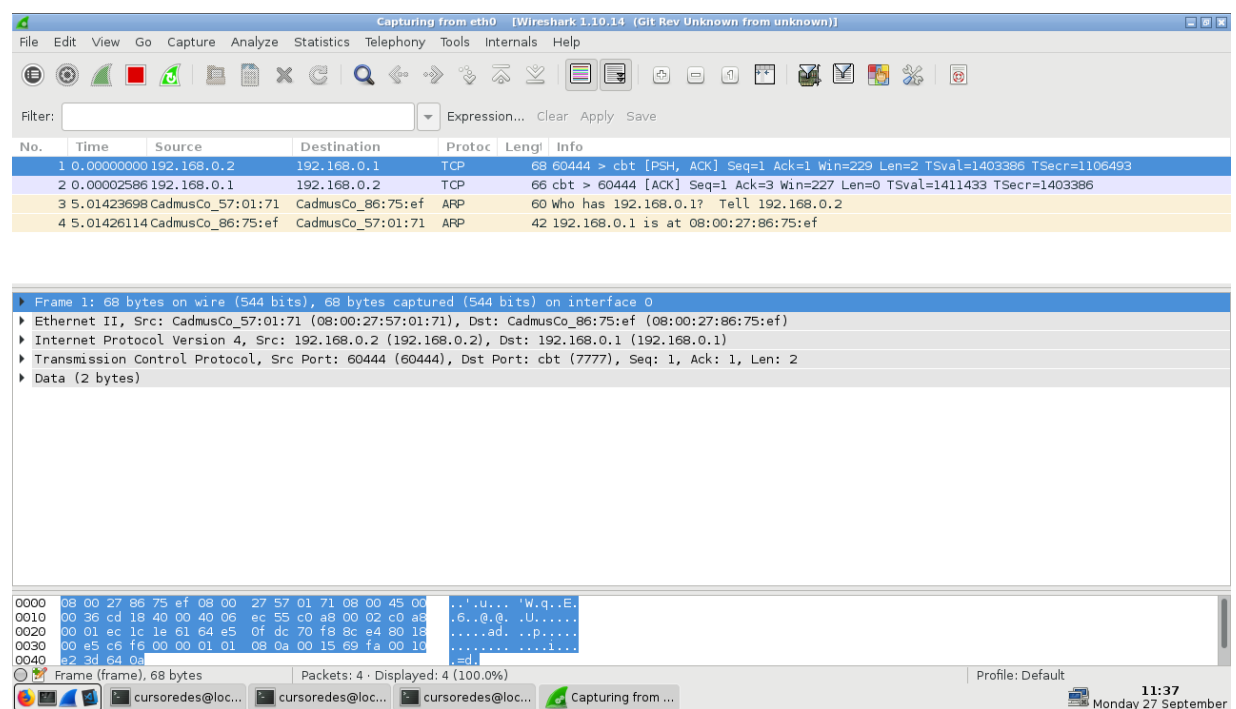 Capturing from eth0 [Wireshark 1.10.14 (Git Rev Unknown from unknown)]
File Edit View Go Capture Analyze Statistics Telephony Tools Internals Help
Filter: Expression... Clear Apply Save
No. Time Source Destination Protoc Lengt Info
1 0.00000000 192.168.0.2 192.168.0.1 TCP 68 60444 > cbt [PSH, ACK] Seq=1 Ack=1 Win=229 Len=2 TSval=1403386 TSecr=1106493
2 0.00002586 192.168.0.1 192.168.0.2 TCP 66 cbt > 60444 [ACK] Seq=1 Ack=3 Win=227 Len=0 TSval=1411433 TSecr=1403386
3 5.01423698 CadmusCo_57:01:71 CadmusCo_86:75:ef ARP 60 Who has 192.168.0.1? Tell 192.168.0.2
4 5.01426114 CadmusCo_86:75:ef CadmusCo_57:01:71 ARP 42 192.168.0.1 is at 08:00:27:86:75:ef
Frame 1: 68 bytes on wire (544 bits), 68 bytes captured (544 bits) on interface 0
Ethernet II, Src: CadmusCo_57:01:71 (08:00:27:57:01:71), Dst: CadmusCo_86:75:ef (08:00:27:86:75:ef)
Internet Protocol Version 4, Src: 192.168.0.2 (192.168.0.2), Dst: 192.168.0.1 (192.168.0.1)
Transmission Control Protocol, Src Port: 60444 (60444), Dst Port: cbt (7777), Seq: 1, Ack: 1, Len: 2
Data (2 bytes)
0000 08 00 27 86 75 ef 08 00 27 57 01 71 08 00 45 00 ..'.u... 'W.q..E.
0010 00 36 cd 18 40 00 40 06 ec 55 c0 a8 00 02 c0 a8 .6..@.@. .U......
0020 00 01 ec 1c 1e 61 64 e5 0f dc 70 f8 8c e4 80 18 .....ad. ..p.....
0030 00 e5 c6 f6 00 00 01 01 08 0a 00 15 69 fa 00 10 ........ ....i...
0040 e2 3d 64 0a .=d.
Frame (frame), 68 bytes Packets: 4 · Displayed: 4 (100.0%) Profile: Default
cursoredes@loc... cursoredes@loc... cursoredes@loc... Capturing from ... 11:37
Monday 27 September